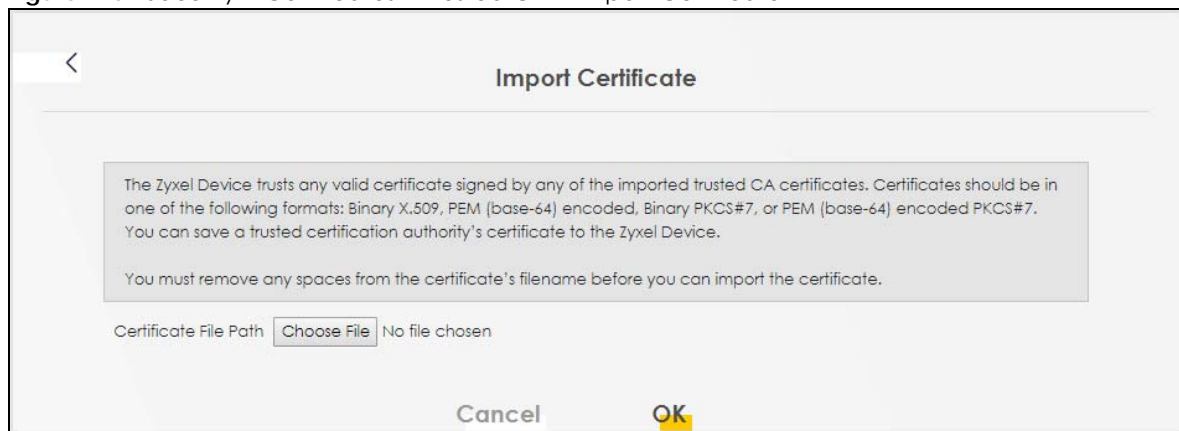 Import Certificate
The Zyxel Device trusts any valid certificate signed by any of the imported trusted CA certificates. Certificates should be in
one of the following formats: Binary X.509, PEM (base-64) encoded, Binary PKCS#7, or PEM (base-64) encoded PKCS#7.
You can save a trusted certification authority's certificate to the Zyxel Device.
You must remove any spaces from the certificate's filename before you can import the certificate.
Certificate File Path Choose File No file chosen
Cancel OK